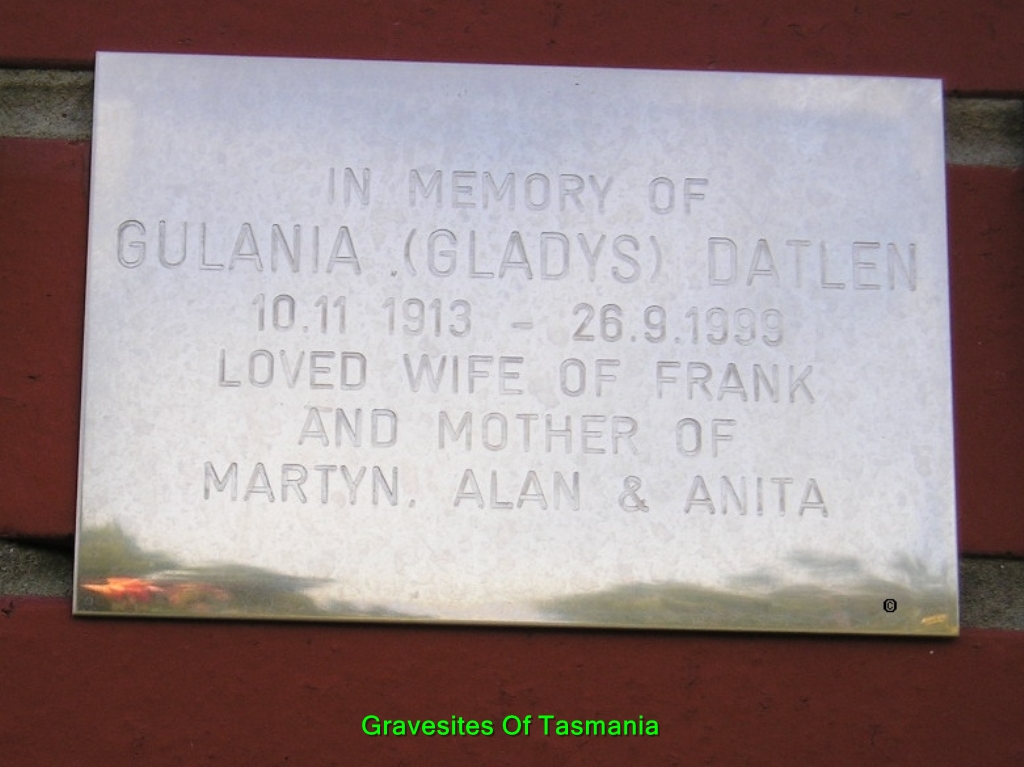 IN MEMORY OF
GULANIA (GLADYS) DATLEN
10.11 1913 - 26.9.1999
LOVED WIFE OF FRANK
AND MOTHER OF
MARTYN, ALAN & ANITA
©
Gravesites Of Tasmania